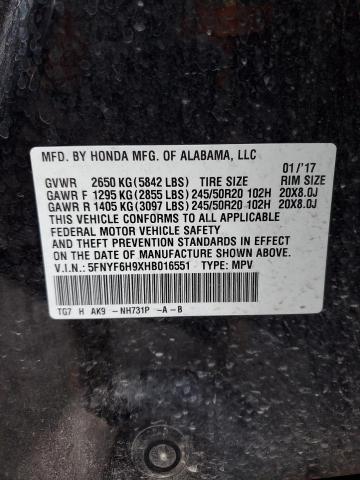 MFD. BY HONDA MFG. OF ALABAMA, LLC
01/'17
GVWR 2650 KG (5842 LBS) TIRE SIZE RIM SIZE
GAWR F 1295 KG (2855 LBS) 245/50R20 102H 20X8.0J
GAWR R 1405 KG (3097 LBS) 245/50R20 102H 20X8.0J
THIS VEHICLE CONFORMS TO ALL APPLICABLE
FEDERAL MOTOR VEHICLE SAFETY
AND THEFT PREVENTION STANDARDS IN EFFECT
ON THE DATE OF MANUFACTURE SHOWN ABOVE.
V.I.N.: 5FNYF6H9XHB016551 TYPE: MPV
TG7 H AK9 -NH731P -A-B